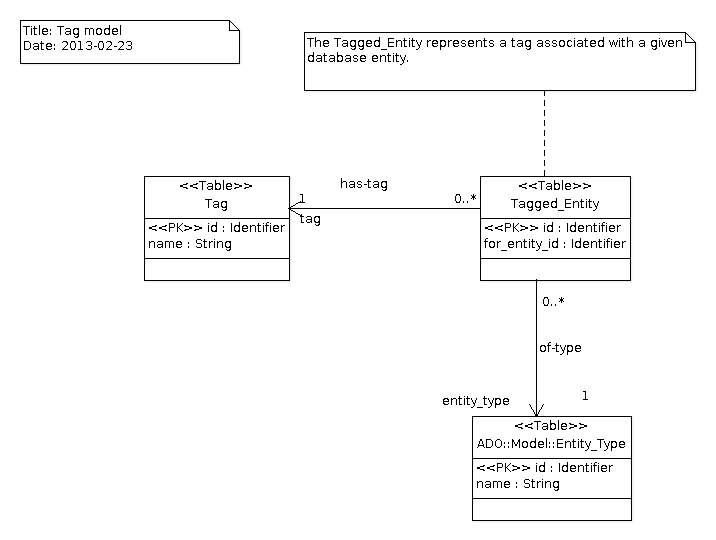 Title: Tag model
Date: 2013-02-23
The Tagged_Entity represents a tag associated with a given
database entity.
<<Table>>
Tag
<<PK>> id : Identifier
name : String
has-tag
1
0..*
tag
<<Table>>
Tagged_Entity
<<PK>> id : Identifier
for_entity_id : Identifier
0..*
of-type
1
entity_type
<<Table>>
ADO::Model::Entity_Type
<<PK>> id : Identifier
name : String